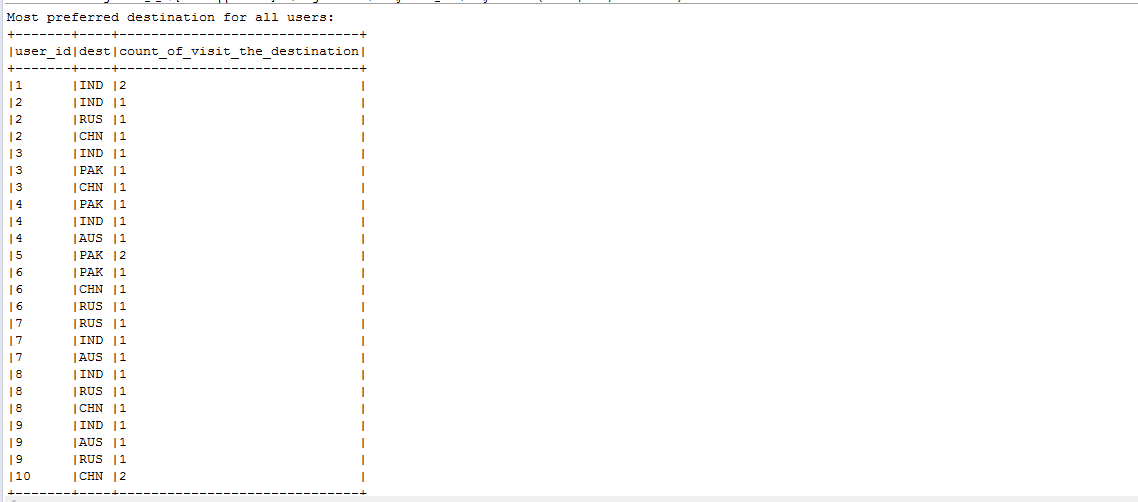 Most preferred destination for all users:
+-------+----+------------------------------+
|user_id|dest|count_of_visit_the_destination|
+-------+----+------------------------------+
|1      |IND |2                             |
|2      |IND |1                             |
|2      |RUS |1                             |
|2      |CHN |1                             |
|3      |IND |1                             |
|3      |PAK |1                             |
|3      |CHN |1                             |
|4      |PAK |1                             |
|4      |IND |1                             |
|4      |AUS |1                             |
|5      |PAK |2                             |
|6      |PAK |1                             |
|6      |CHN |1                             |
|6      |RUS |1                             |
|7      |RUS |1                             |
|7      |IND |1                             |
|7      |AUS |1                             |
|8      |IND |1                             |
|8      |RUS |1                             |
|8      |CHN |1                             |
|9      |IND |1                             |
|9      |AUS |1                             |
|9      |RUS |1                             |
|10     |CHN |2                             |
+-------+----+------------------------------+